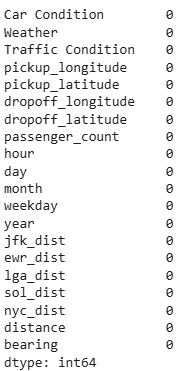 Car Condition 0
Weather 0
Traffic Condition 0
pickup_longitude 0
pickup_latitude 0
dropoff_longitude 0
dropoff_latitude 0
passenger_count 0
hour 0
day 0
month 0
weekday 0
year 0
jfk_dist 0
ewr_dist 0
lga_dist 0
sol_dist 0
nyc_dist 0
distance 0
bearing 0
dtype: int64